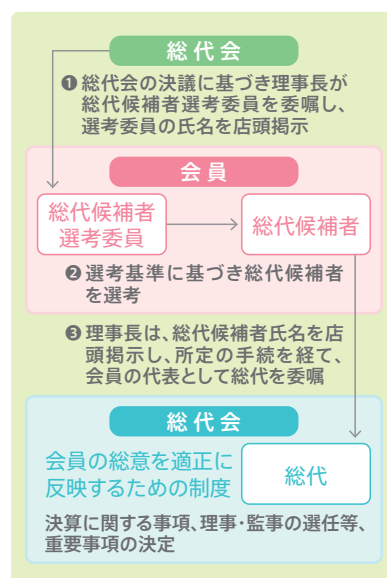 総代会
❶総代会の決議に基づき理事長が
総代候補者選考委員を委嘱し、
選考委員の氏名を店頭掲示
会員
総代候補者
選考委員
総代候補者
❷選考基準に基づき総代候補者
を選考
❸理事長は、総代候補者氏名を店
頭掲示し、所定の手続を経て、
会員の代表として総代を委嘱
総代会
会員の総意を適正に
反映するための制度
総代
決算に関する事項、理事・監事の選任等、
重要事項の決定